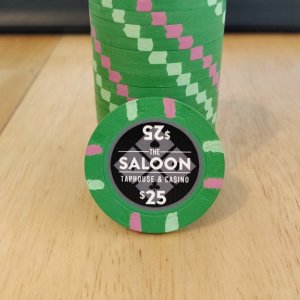 $25
THE
SALOON
TAPHOUSE & CASINO
$25